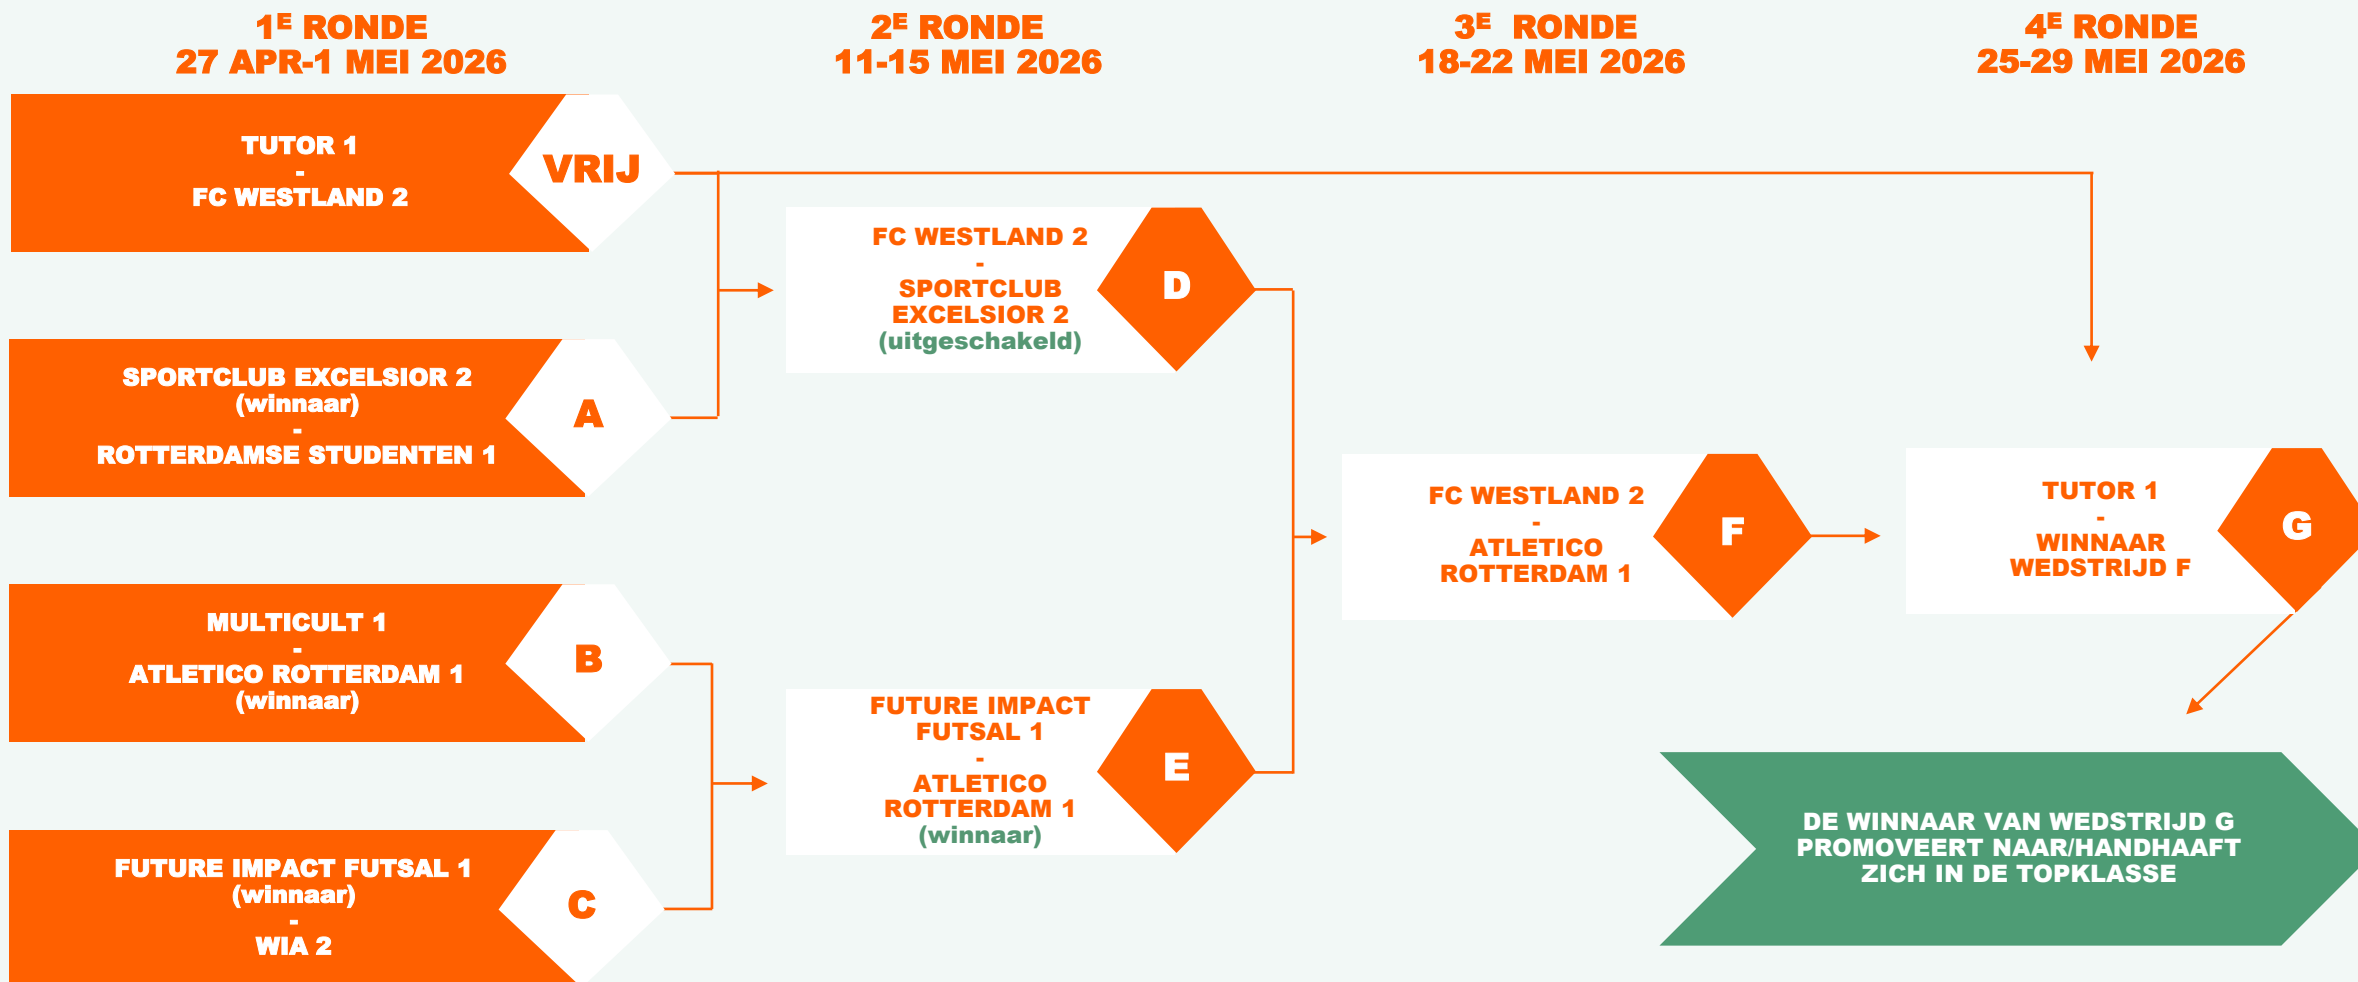 1E RONDE
27 APR-1 MEI 2026
2E RONDE
11-15 MEI 2026
3E RONDE
18-22 MEI 2026
4E RONDE
25-29 MEI 2026
TUTOR 1
-
FC WESTLAND 2
VRIJ
SPORTCLUB EXCELSIOR 2
(winnaar)
-
ROTTERDAMSE STUDENTEN 1
A
MULTICULT 1
-
ATLETICO ROTTERDAM 1
(winnaar)
B
FUTURE IMPACT FUTSAL 1
(winnaar)
-
WIA 2
C
FC WESTLAND 2
-
SPORTCLUB
EXCELSIOR 2
(uitgeschakeld)
D
FUTURE IMPACT
FUTSAL 1
-
ATLETICO
ROTTERDAM 1
(winnaar)
E
FC WESTLAND 2
-
ATLETICO
ROTTERDAM 1
F
TUTOR 1
-
WINNAAR
WEDSTRIJD F
G
DE WINNAAR VAN WEDSTRIJD G
PROMOVEERT NAAR/HANDHAAFT
ZICH IN DE TOPKLASSE